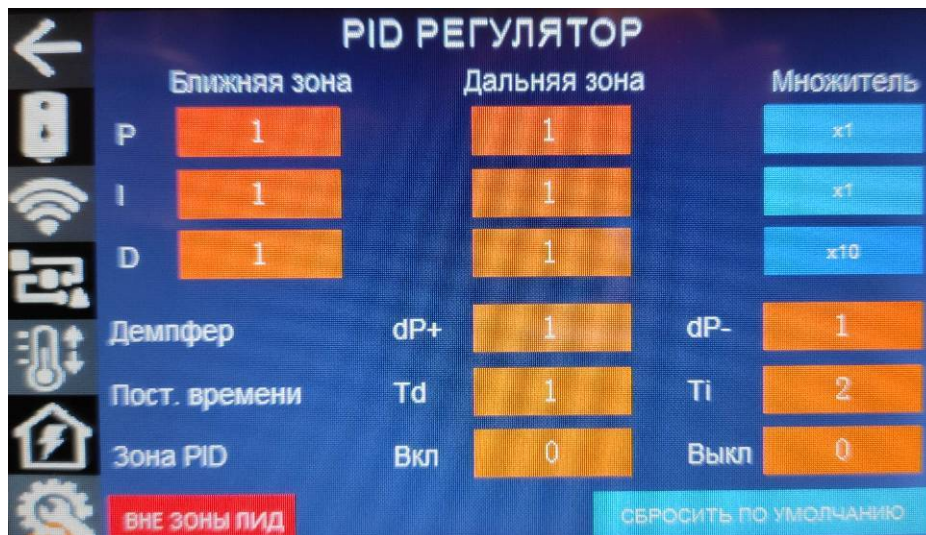 PID РЕГУЛЯТОР
Ближняя зона Дальняя зона Множитель
P 1 1 x1
I 1 1 x1
D 1 1 x10
Демпфер dP+ 1 dP- 1
Пост. времени Td 1 Ti 2
Зона PID Вкл 0 Выкл 0
ВНЕ ЗОНЫ ПИД СБРОСИТЬ ПО УМОЛЧАНИЮ